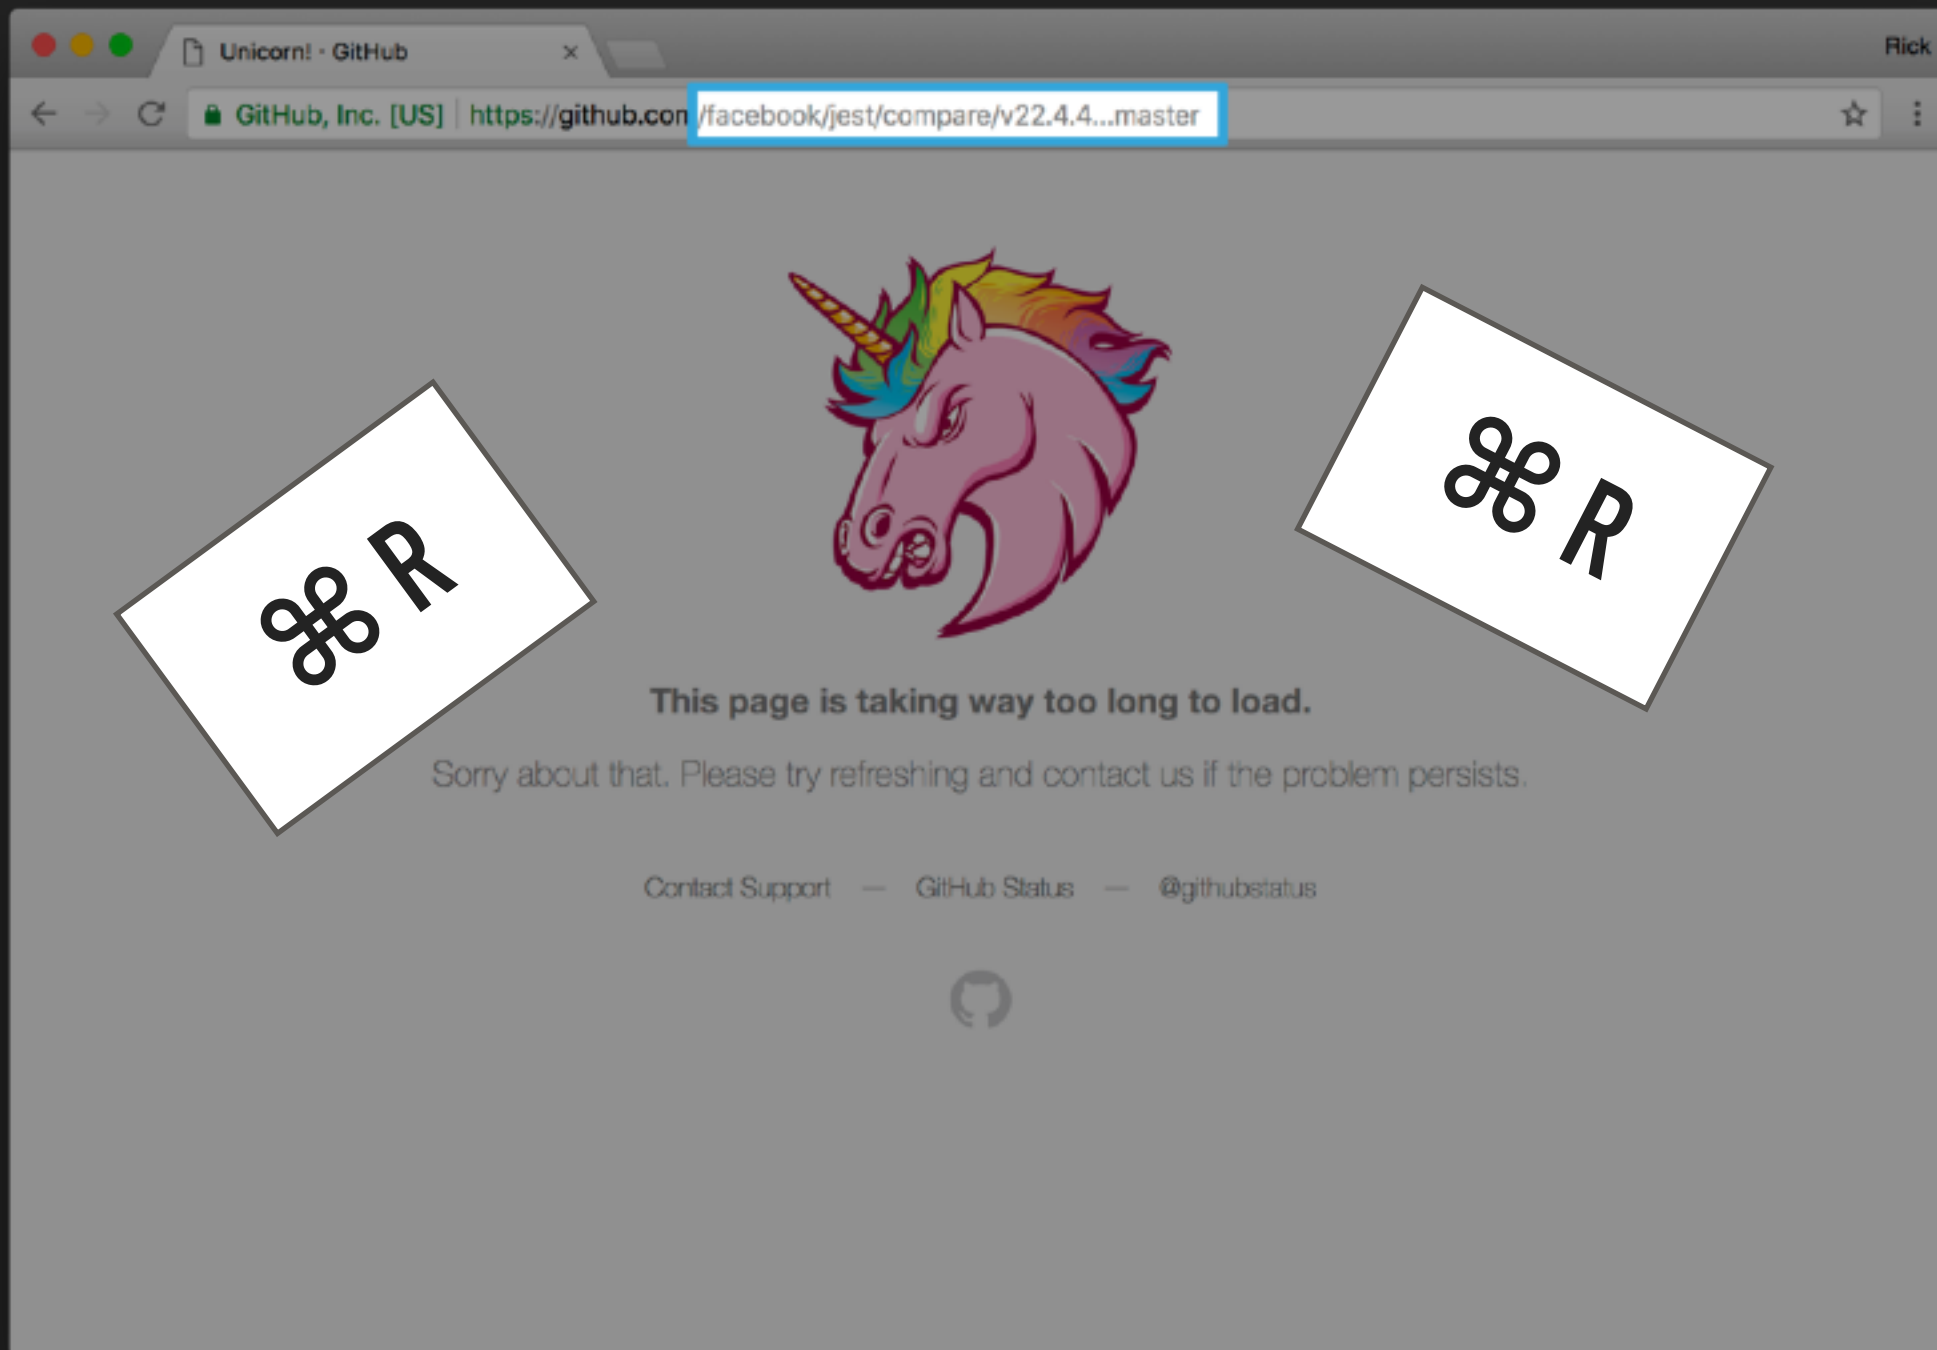 Unicorn! · GitHub
Rick
GitHub, Inc. [US] https://github.com/facebook/jest/compare/v22.4.4...master
⌘ R
⌘ R
This page is taking way too long to load.
Sorry about that. Please try refreshing and contact us if the problem persists.
Contact Support — GitHub Status — @githubstatus